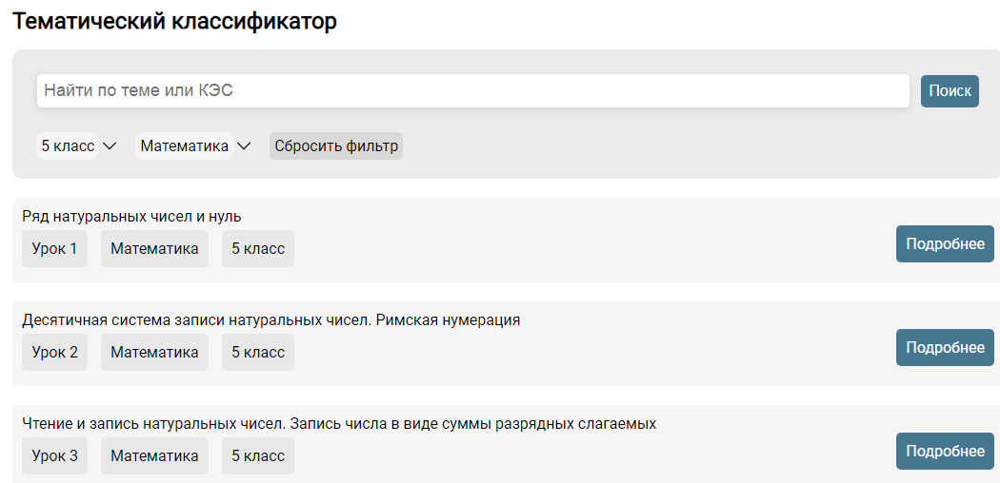 Тематический классификатор
Найти по теме или КЭС
Поиск
5 класс Математика Сбросить фильтр
Ряд натуральных чисел и нуль
Урок 1 Математика 5 класс
Подробнее
Десятичная система записи натуральных чисел. Римская нумерация
Урок 2 Математика 5 класс
Подробнее
Чтение и запись натуральных чисел. Запись числа в виде суммы разрядных слагаемых
Урок 3 Математика 5 класс
Подробнее